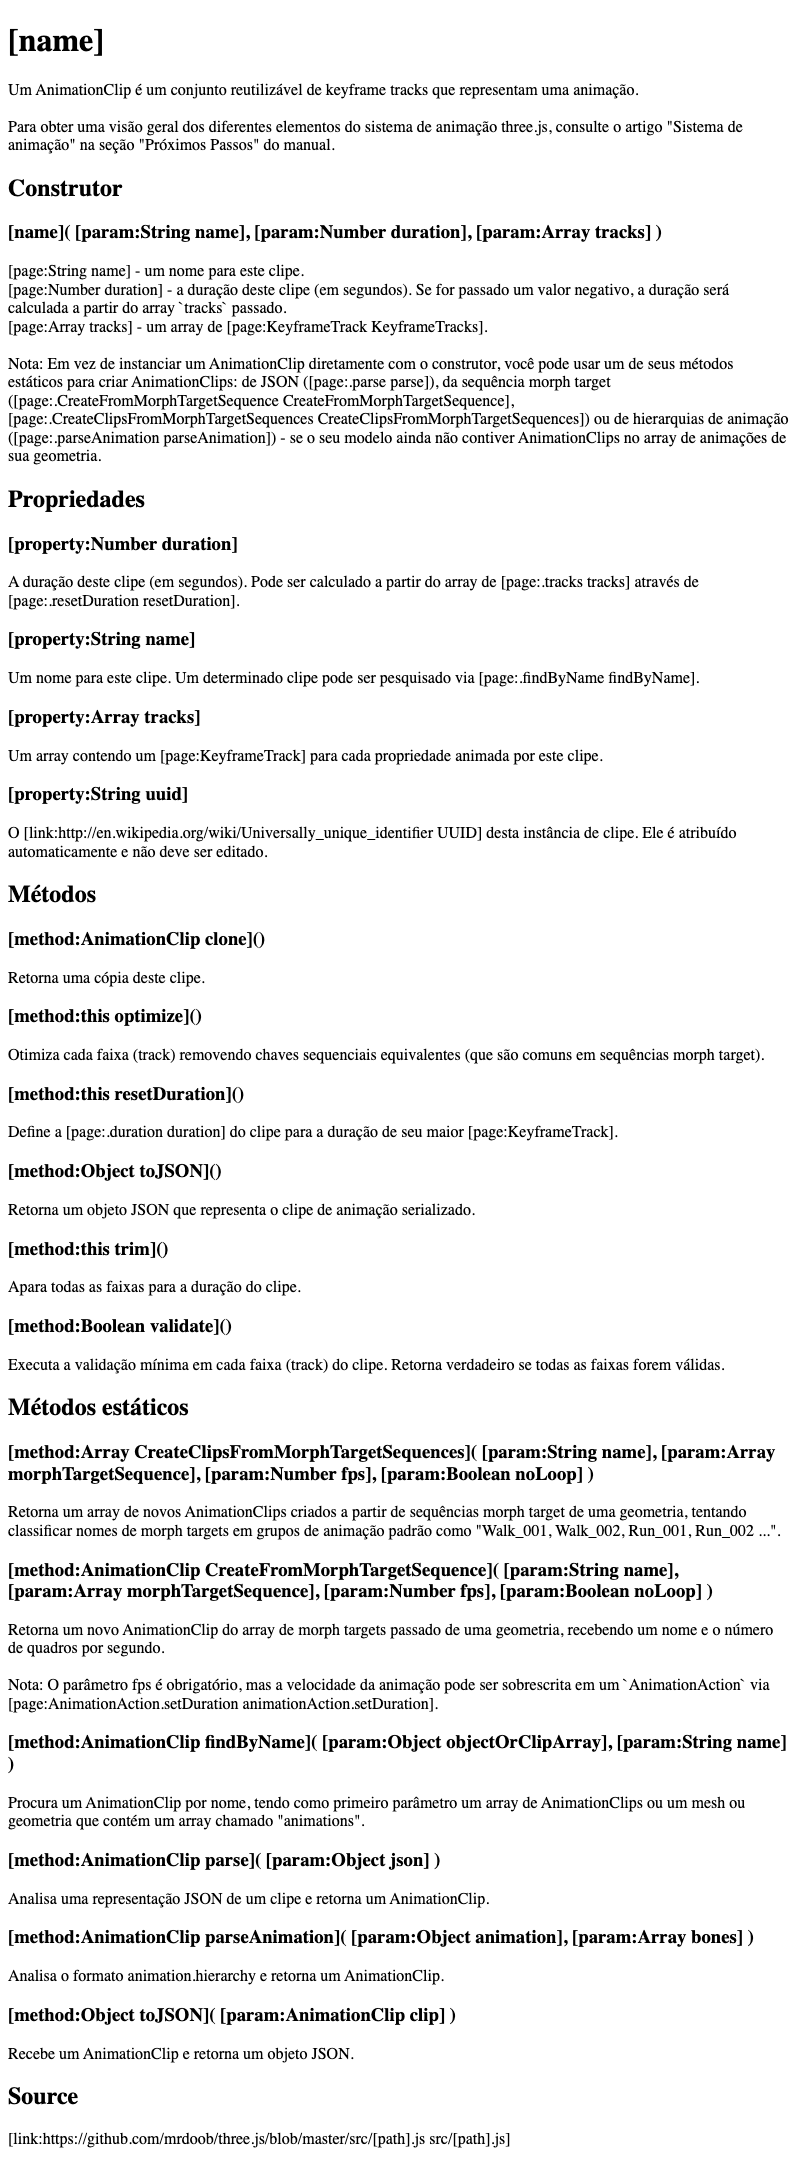 [name]
Um AnimationClip é um conjunto reutilizável de keyframe tracks que representam uma animação.
Para obter uma visão geral dos diferentes elementos do sistema de animação three.js, consulte o artigo "Sistema de
animação" na seção "Próximos Passos" do manual.
Construtor
[name]( [param:String name], [param:Number duration], [param:Array tracks] )
[page:String name] - um nome para este clipe.
[page:Number duration] - a duração deste clipe (em segundos). Se for passado um valor negativo, a duração será
calculada a partir do array `tracks` passado.
[page:Array tracks] - um array de [page:KeyframeTrack KeyframeTracks].
Nota: Em vez de instanciar um AnimationClip diretamente com o construtor, você pode usar um de seus métodos
estáticos para criar AnimationClips: de JSON ([page:.parse parse]), da sequência morph target
([page:.CreateFromMorphTargetSequence CreateFromMorphTargetSequence],
[page:.CreateClipsFromMorphTargetSequences CreateClipsFromMorphTargetSequences]) ou de hierarquias de animação
([page:.parseAnimation parseAnimation]) - se o seu modelo ainda não contiver AnimationClips no array de animações de
sua geometria.
Propriedades
[property:Number duration]
A duração deste clipe (em segundos). Pode ser calculado a partir do array de [page:.tracks tracks] através de
[page:.resetDuration resetDuration].
[property:String name]
Um nome para este clipe. Um determinado clipe pode ser pesquisado via [page:.findByName findByName].
[property:Array tracks]
Um array contendo um [page:KeyframeTrack] para cada propriedade animada por este clipe.
[property:String uuid]
O [link:http://en.wikipedia.org/wiki/Universally_unique_identifier UUID] desta instância de clipe. Ele é atribuído
automaticamente e não deve ser editado.
Métodos
[method:AnimationClip clone]()
Retorna uma cópia deste clipe.
[method:this optimize]()
Otimiza cada faixa (track) removendo chaves sequenciais equivalentes (que são comuns em sequências morph target).
[method:this resetDuration]()
Define a [page:.duration duration] do clipe para a duração de seu maior [page:KeyframeTrack].
[method:Object toJSON]()
Retorna um objeto JSON que representa o clipe de animação serializado.
[method:this trim]()
Apara todas as faixas para a duração do clipe.
[method:Boolean validate]()
Executa a validação mínima em cada faixa (track) do clipe. Retorna verdadeiro se todas as faixas forem válidas.
Métodos estáticos
[method:Array CreateClipsFromMorphTargetSequences]( [param:String name], [param:Array
morphTargetSequence], [param:Number fps], [param:Boolean noLoop] )
Retorna um array de novos AnimationClips criados a partir de sequências morph target de uma geometria, tentando
classificar nomes de morph targets em grupos de animação padrão como "Walk_001, Walk_002, Run_001, Run_002 ...".
[method:AnimationClip CreateFromMorphTargetSequence]( [param:String name],
[param:Array morphTargetSequence], [param:Number fps], [param:Boolean noLoop] )
Retorna um novo AnimationClip do array de morph targets passado de uma geometria, recebendo um nome e o número
de quadros por segundo.
Nota: O parâmetro fps é obrigatório, mas a velocidade da animação pode ser sobrescrita em um `AnimationAction` via
[page:AnimationAction.setDuration animationAction.setDuration].
[method:AnimationClip findByName]( [param:Object objectOrClipArray], [param:String name]
)
Procura um AnimationClip por nome, tendo como primeiro parâmetro um array de AnimationClips ou um mesh ou
geometria que contém um array chamado "animations".
[method:AnimationClip parse]( [param:Object json] )
Analisa uma representação JSON de um clipe e retorna um AnimationClip.
[method:AnimationClip parseAnimation]( [param:Object animation], [param:Array bones] )
Analisa o formato animation.hierarchy e retorna um AnimationClip.
[method:Object toJSON]( [param:AnimationClip clip] )
Recebe um AnimationClip e retorna um objeto JSON.
Source
[link:https://github.com/mrdoob/three.js/blob/master/src/[path].js src/[path].js]